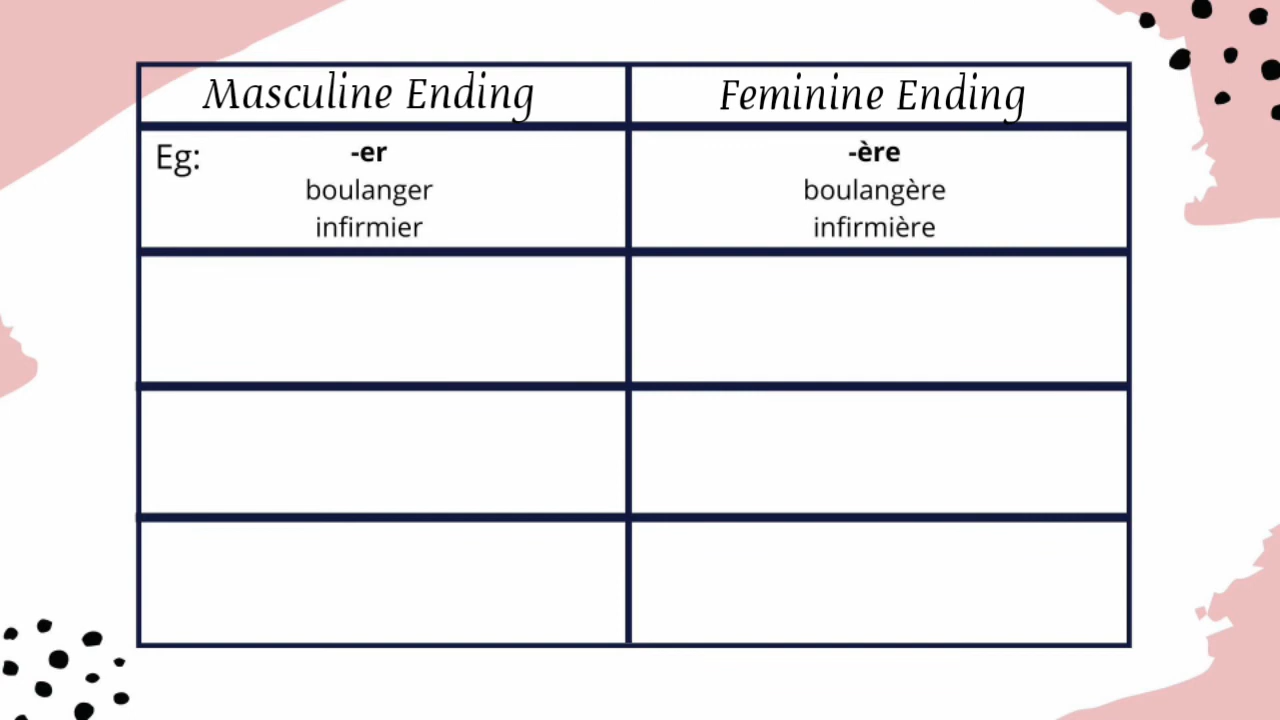 Masculine Ending
Feminine Ending
Eg:
-er
boulanger
infirmier
-ère
boulangère
infirmière